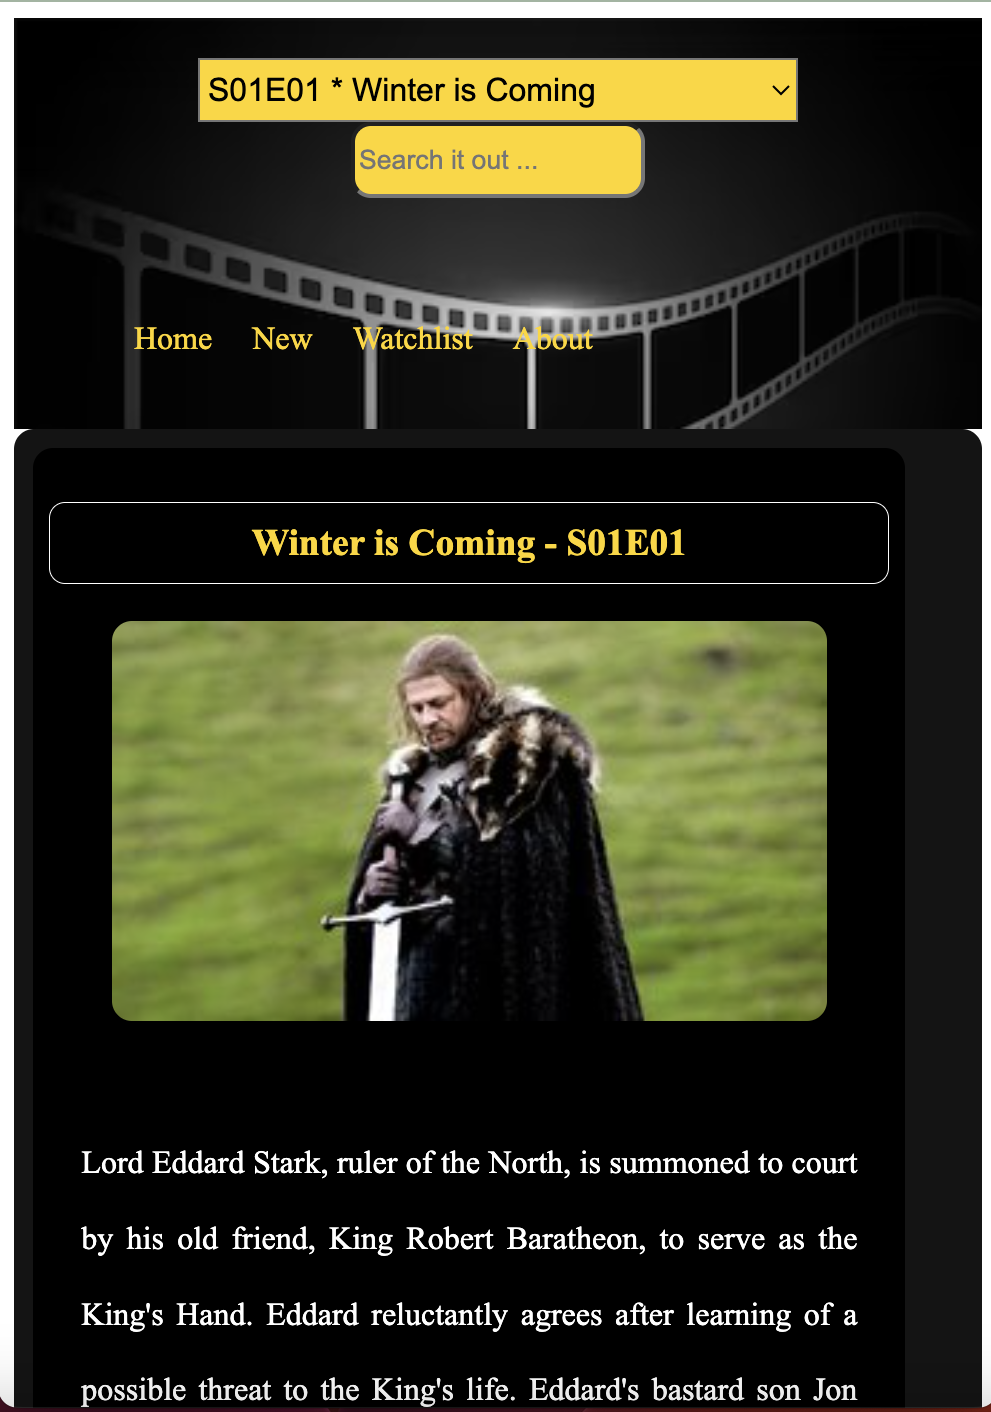 S01E01 * Winter is Coming
Search it out ...
Home New Watchlist About
Winter is Coming - S01E01
Lord Eddard Stark, ruler of the North, is summoned to court
by his old friend, King Robert Baratheon, to serve as the
King's Hand. Eddard reluctantly agrees after learning of a
possible threat to the King's life. Eddard's bastard son Jon